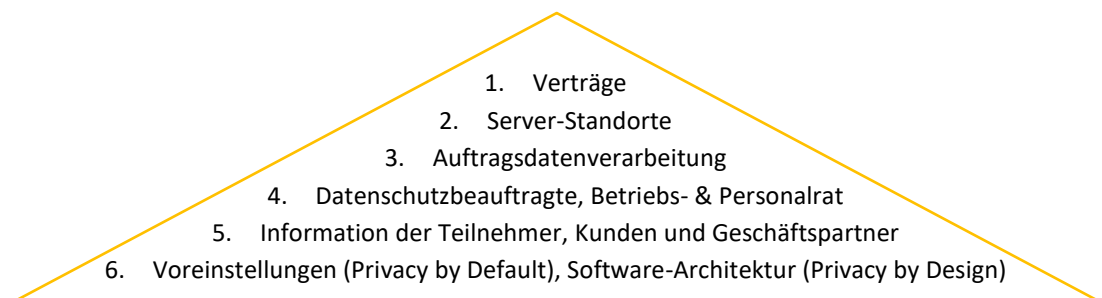 1. Verträge
2. Server-Standorte
3. Auftragsdatenverarbeitung
4. Datenschutzbeauftragte, Betriebs- & Personalrat
5. Information der Teilnehmer, Kunden und Geschäftspartner
6. Voreinstellungen (Privacy by Default), Software-Architektur (Privacy by Design)